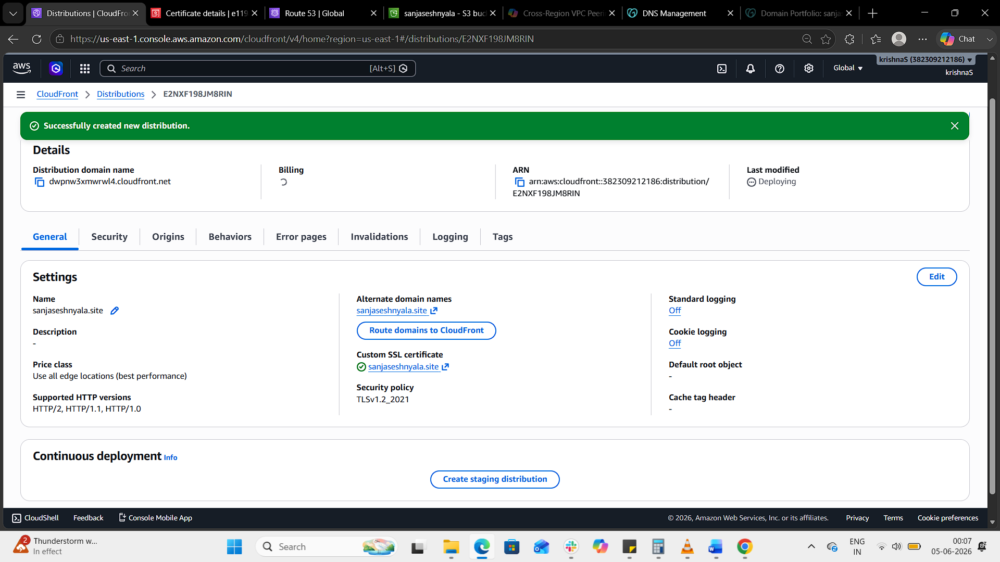 Distributions | CloudFro
Certificate details | e119
Route 53 | Global
sanjaseshnyala - S3 buc
Cross-Region VPC Peeri
DNS Management
Domain Portfolio: sanja
https://us-east-1.console.aws.amazon.com/cloudfront/v4/home?region=us-east-1#/distributions/E2NXF198JM8RIN
Chat
aws
Search
[Alt+S]
krishnaS (382309212186)
Global
krishnaS
CloudFront
Distributions
E2NXF198JM8RIN
Successfully created new distribution.
Details
Distribution domain name
dwpnw3xmwrwl4.cloudfront.net
Billing
ARN
arn:aws:cloudfront::382309212186:distribution/
E2NXF198JM8RIN
Last modified
Deploying
General
Security
Origins
Behaviors
Error pages
Invalidations
Logging
Tags
Settings
Edit
Name
sanjaseshnyala.site
Description
-
Price class
Use all edge locations (best performance)
Supported HTTP versions
HTTP/2, HTTP/1.1, HTTP/1.0
Alternate domain names
sanjaseshnyala.site
Route domains to CloudFront
Custom SSL certificate
sanjaseshnyala.site
Security policy
TLSv1.2_2021
Standard logging
Off
Cookie logging
Off
Default root object
-
Cache tag header
-
Continuous deployment Info
Create staging distribution
CloudShell
Feedback
Console Mobile App
© 2026, Amazon Web Services, Inc. or its affiliates.
Privacy
Terms
Cookie preferences
2
Thunderstorm w...
In effect
Search
ENG
IN
00:07
05-06-2026